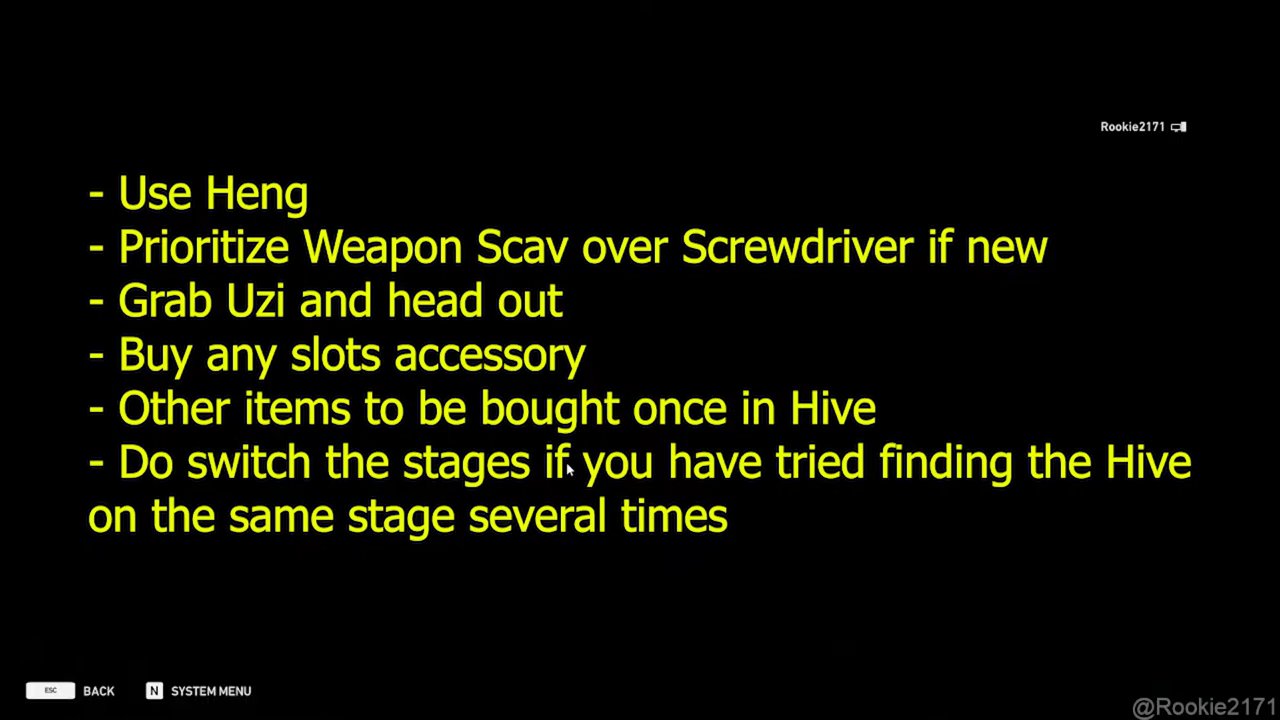 Rookie2171
- Use Heng
- Prioritize Weapon Scav over Screwdriver if new
- Grab Uzi and head out
- Buy any slots accessory
- Other items to be bought once in Hive
- Do switch the stages if you have tried finding the Hive
on the same stage several times
ESC BACK N SYSTEM MENU
@Rookie2171